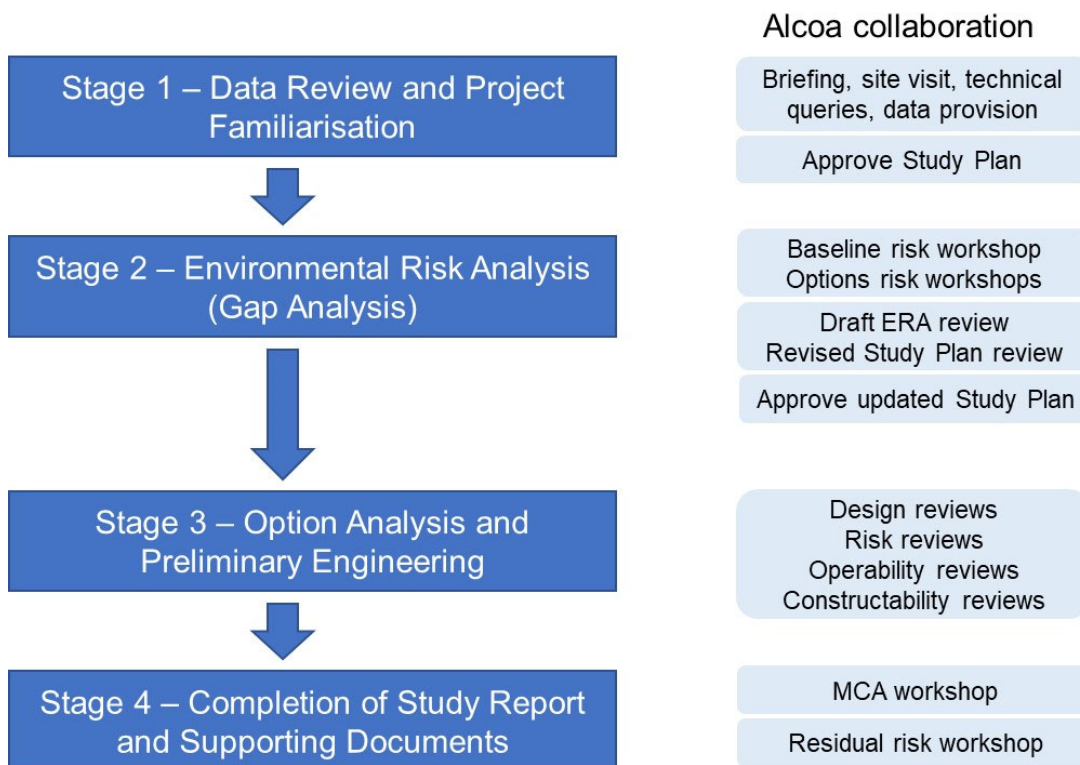 Alcoa collaboration
Stage 1 – Data Review and Project
Familiarisation
Briefing, site visit, technical
queries, data provision
Approve Study Plan
Stage 2 – Environmental Risk Analysis
(Gap Analysis)
Baseline risk workshop
Options risk workshops
Draft ERA review
Revised Study Plan review
Approve updated Study Plan
Stage 3 – Option Analysis and
Preliminary Engineering
Design reviews
Risk reviews
Operability reviews
Constructability reviews
Stage 4 – Completion of Study Report
and Supporting Documents
MCA workshop
Residual risk workshop